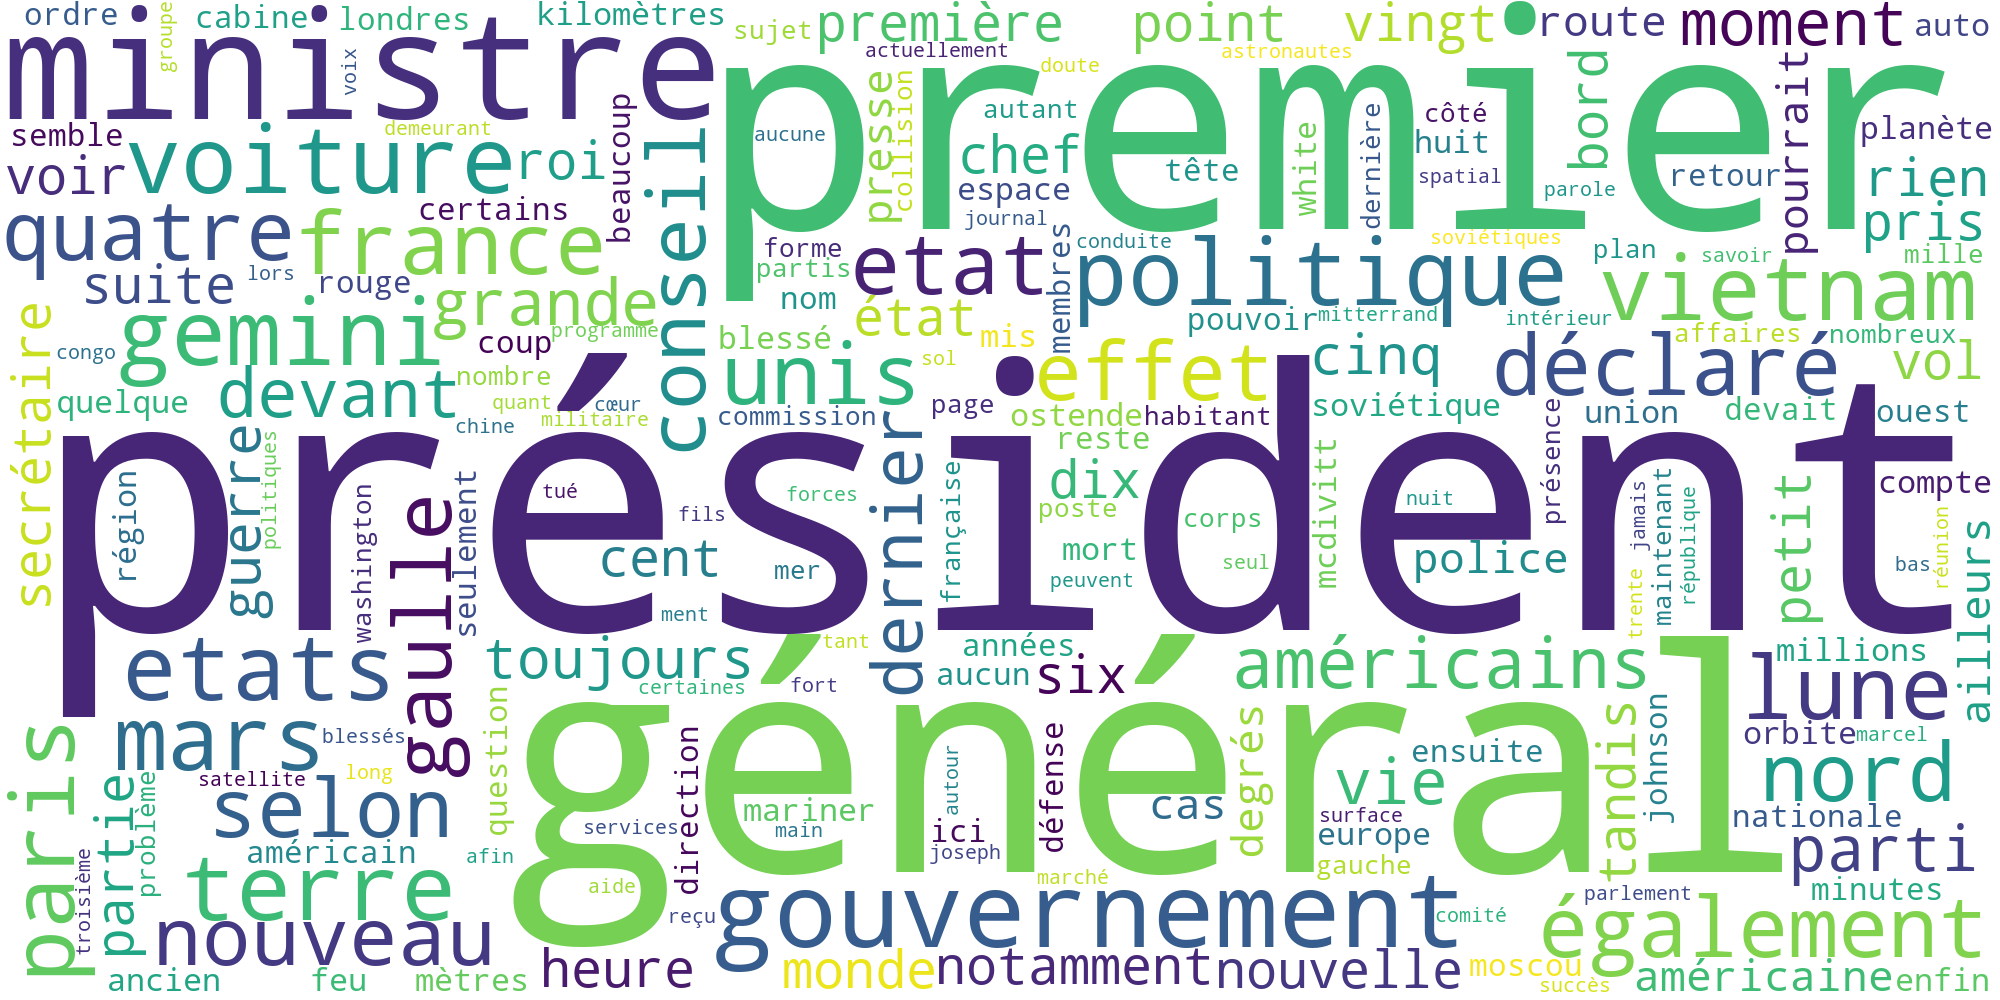 ordre
cabine
londres
kilomètres
groupe
voix
ministre
sujet
première
point
vingt
route
moment
auto
actuellement
astronautes
doute
premier
presse
collision
autant
chef
white
dernière
côté
huit
bord
pourrait
planète
semble
demeurant
voir
voiture
roi
beaucoup
conseil
aucune
espace
journal
tête
spatial
parole
retour
rien
pris
quatre
france
certains
forme
partis
nom
etat
membres
conduite
politique
soviétiques
plan
savoir
mille
vietnam
suite
lors
rouge
grande
gemini
coup
programme
blessé
état
mis
pouvoir
mitterrand
intérieur
affaires
nombreux
secrétaire
congo
quelque
devant
nombre
quant
cœur
militaire
chine
unis
sol
effet
cinq
déclaré
vol
commission
page
ostende
habitant
soviétique
union
devait
ouest
président
région
guerre
politiques
washington
gaulle
seulement
tué
fils
forces
cent
mer
ment
dernier
française
reste
dix
poste
mort
peuvent
corps
seul
mcdivitt
nuit
police
présence
jamais
trente
maintenant
république
petit
compte
bas
réunion
ailleurs
etats
toujours
certaines
tant
fort
années
aucun
six
américains
millions
lune
général
paris
mars
blessés
satellite
long
question
direction
partie
problème
troisième
selon
américain
afin
services
aide
mariner
main
autour
ici
joseph
défense
marché
cas
degrés
vie
ensuite
surface
europe
gauche
tandis
johnson
orbite
marcel
nord
nationale
parti
minutes
parlement
terre
nouveau
reçu
gouvernement
comité
également
ancien
feu
mètres
heure
monde
notamment
nouvelle
moscou
succès
américaine
enfin